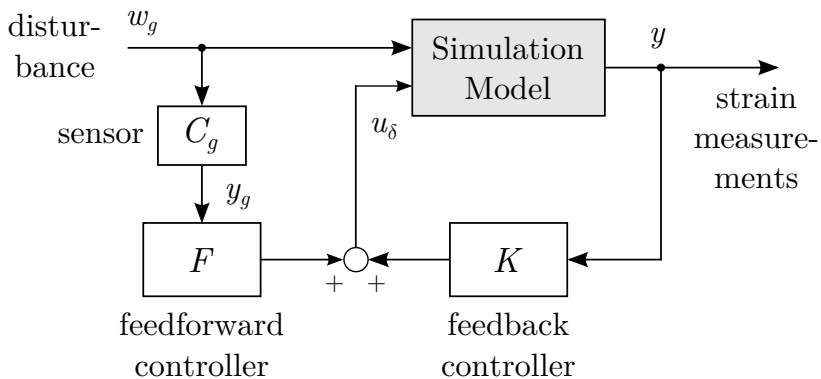 distur-
bance
w_g
Simulation
Model
y
strain
measure-
ments
sensor
C_g
u_δ
y_g
F
K
+ +
feedforward
controller
feedback
controller